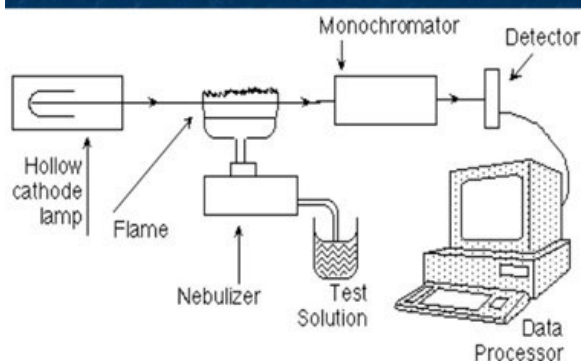 Monochromator
Detector
Hollow
cathode
lamp
Flame
Nebulizer
Test
Solution
Data
Processor